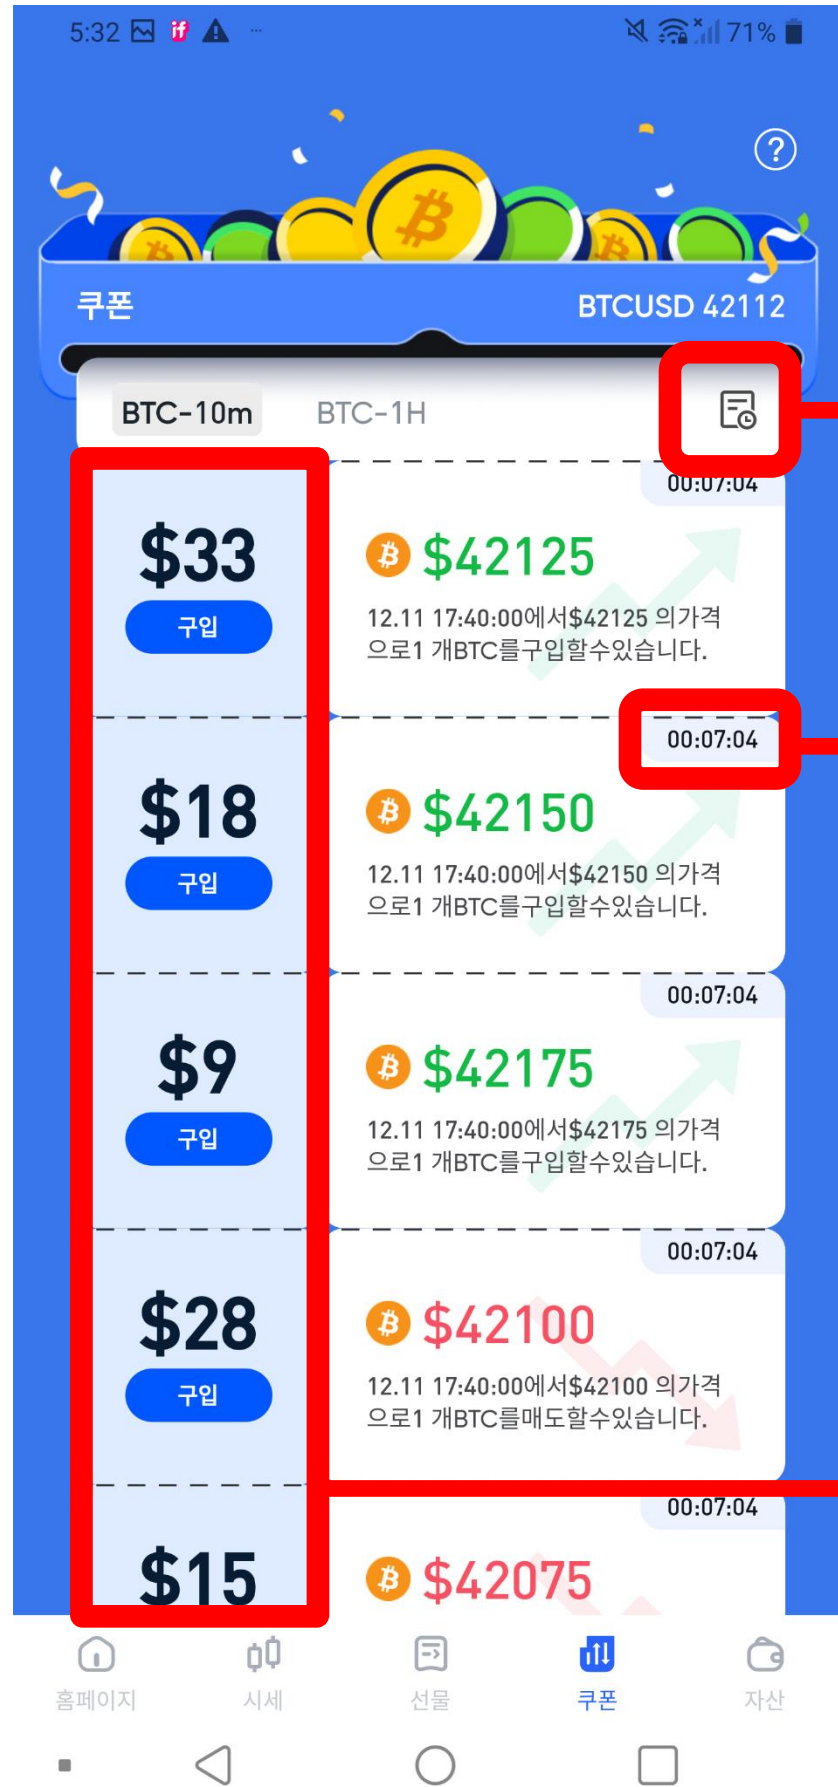 5:32 if ...
71%
?
쿠폰 BTCUSD 42112
BTC-10m BTC-1H
00:07:04
$33 $42125
구입 12.11 17:40:00에서$42125 의가격
으로1 개BTC를구입할수있습니다.
00:07:04
$18 $42150
구입 12.11 17:40:00에서$42150 의가격
으로1 개BTC를구입할수있습니다.
00:07:04
$9 $42175
구입 12.11 17:40:00에서$42175 의가격
으로1 개BTC를구입할수있습니다.
00:07:04
$28 $42100
구입 12.11 17:40:00에서$42100 의가격
으로1 개BTC를매도할수있습니다.
00:07:04
$15 $42075
홈페이지 시세 선물 쿠폰 자산